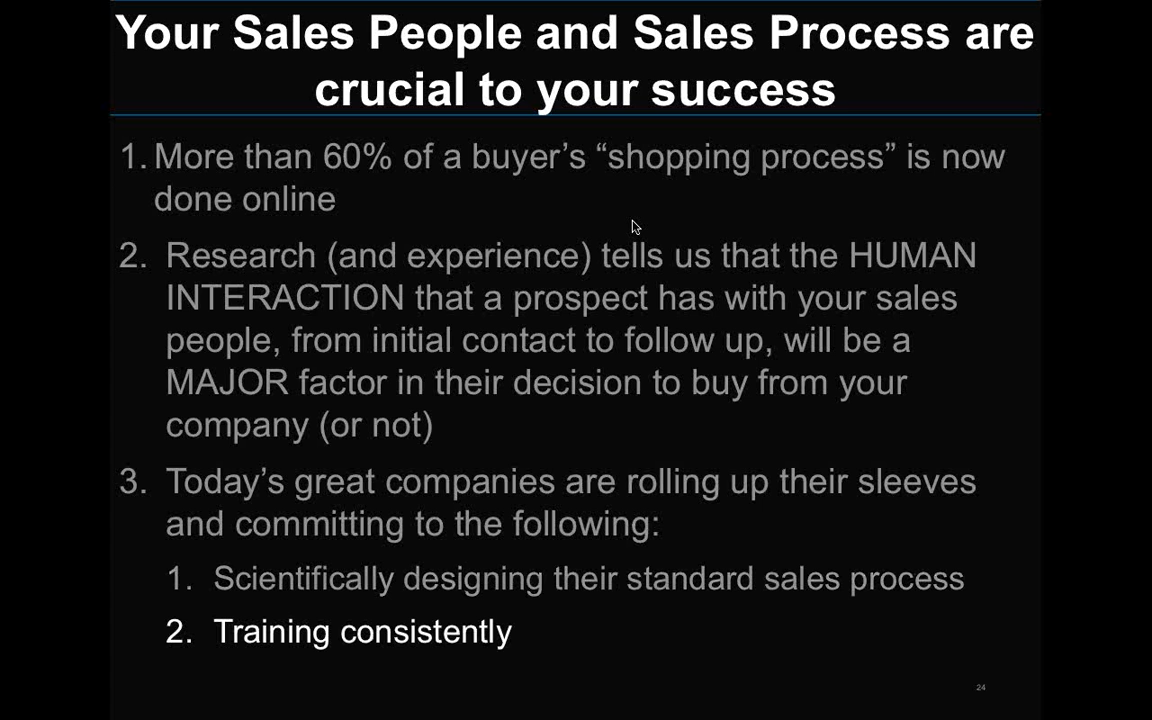 Your Sales People and Sales Process are
crucial to your success
1. More than 60% of a buyer’s “shopping process” is now
done online
2. Research (and experience) tells us that the HUMAN
INTERACTION that a prospect has with your sales
people, from initial contact to follow up, will be a
MAJOR factor in their decision to buy from your
company (or not)
3. Today’s great companies are rolling up their sleeves
and committing to the following:
1. Scientifically designing their standard sales process
2. Training consistently
24